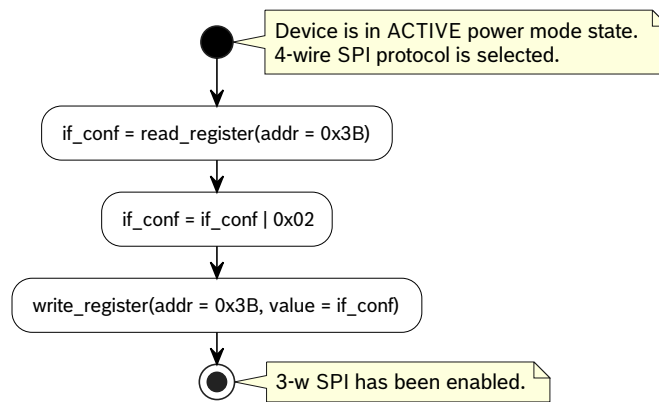 Device is in ACTIVE power mode state.
4-wire SPI protocol is selected.
if_conf = read_register(addr = 0x3B)
if_conf = if_conf | 0x02
write_register(addr = 0x3B, value = if_conf)
3-w SPI has been enabled.